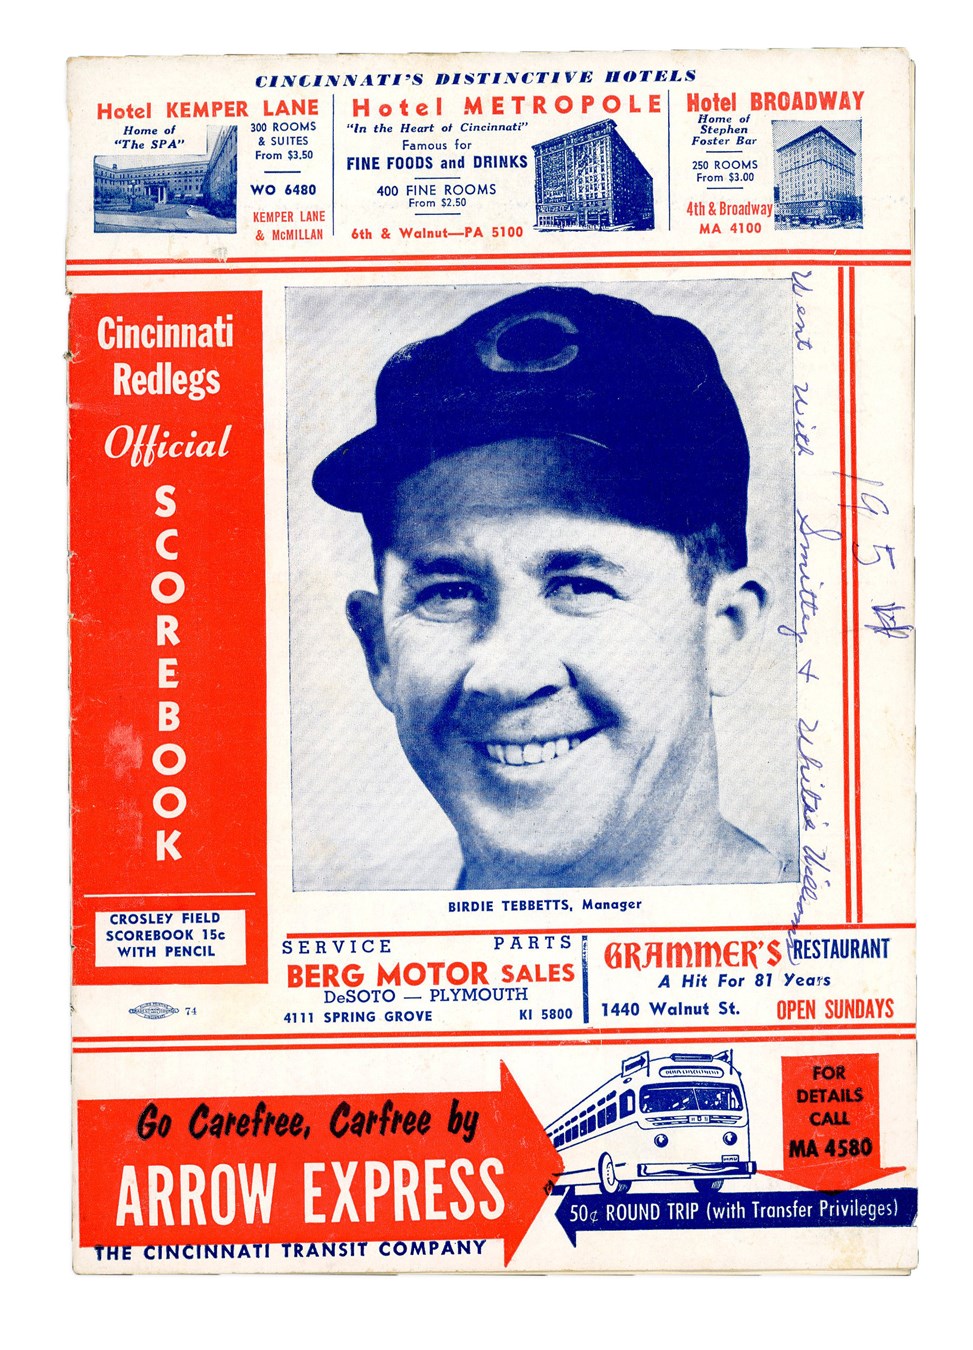 CINCINNATI'S DISTINCTIVE HOTELS
Hotel KEMPER LANE
Home of
"The SPA"
300 ROOMS
& SUITES
From $3.50
WO 6480
KEMPER LANE
& McMILLAN
Hotel METROPOLE
"In the Heart of Cincinnati"
Famous for
FINE FOODS and DRINKS
400 FINE ROOMS
From $2.50
6th & Walnut—PA 5100
Hotel BROADWAY
Home of
Stephen
Foster Bar
250 ROOMS
From $3.00
4th & Broadway
MA 4100
Cincinnati
Redlegs
Official
SCOREBOOK
CROSLEY FIELD
SCOREBOOK 15c
WITH PENCIL
74
C
Went with Smittey & Whitie Williams
195
BIRDIE TEBBETTS, Manager
SERVICE PARTS
BERG MOTOR SALES
DeSOTO — PLYMOUTH
4111 SPRING GROVE KI 5800
GRAMMER'S RESTAURANT
A Hit For 81 Years
1440 Walnut St. OPEN SUNDAYS
Go Carefree, Carfree by
ARROW EXPRESS
THE CINCINNATI TRANSIT COMPANY
FOR
DETAILS
CALL
MA 4580
50¢ ROUND TRIP (with Transfer Privileges)